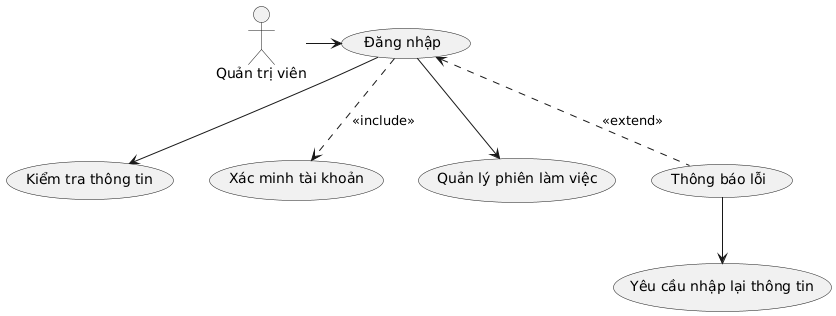 Quản trị viên
Đăng nhập
«include»
«extend»
Kiểm tra thông tin
Xác minh tài khoản
Quản lý phiên làm việc
Thông báo lỗi
Yêu cầu nhập lại thông tin